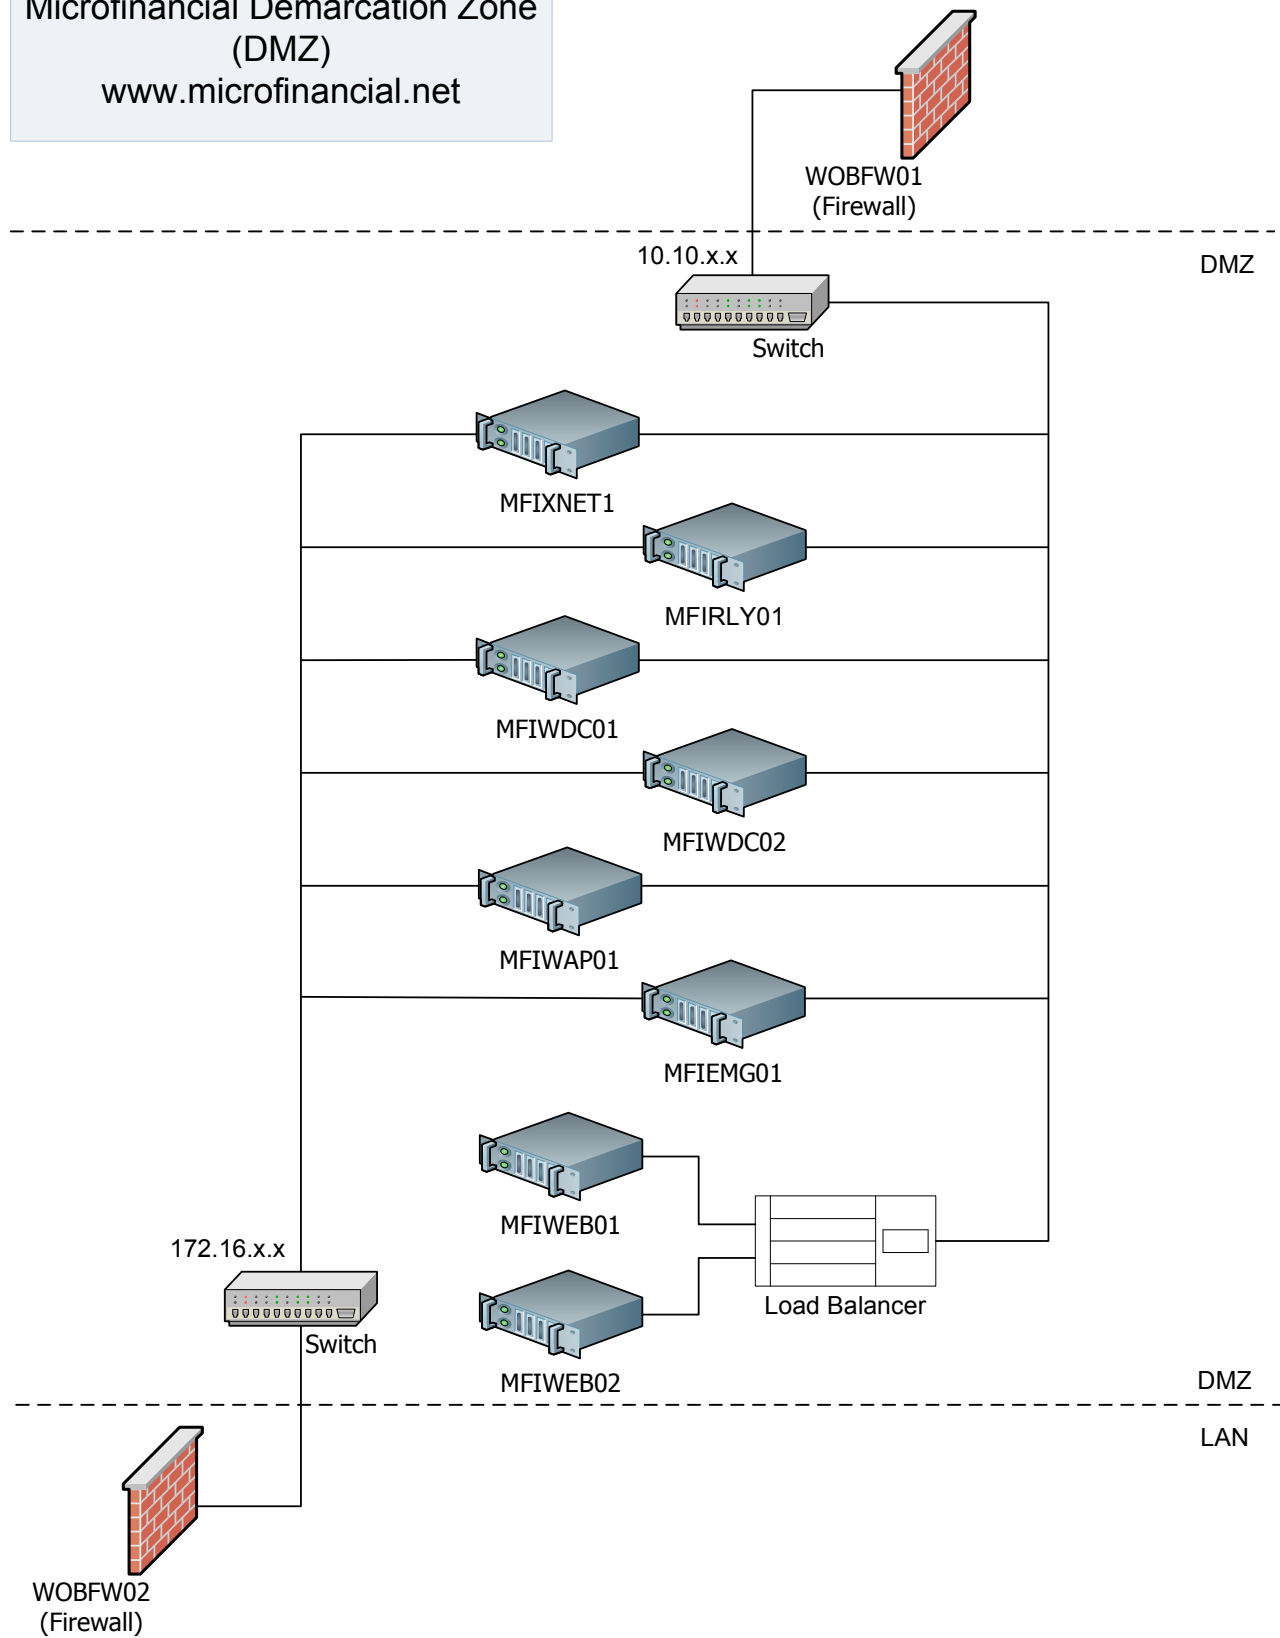 Microfinancial Demarcation Zone
(DMZ)
www.microfinancial.net
WOBFW01
(Firewall)
10.10.x.x
DMZ
Switch
MFIXNET1
MFIRLY01
MFIWDC01
MFIWDC02
MFIWAP01
MFIEMG01
MFIWEB01
172.16.x.x
Load Balancer
Switch
MFIWEB02
DMZ
LAN
WOBFW02
(Firewall)